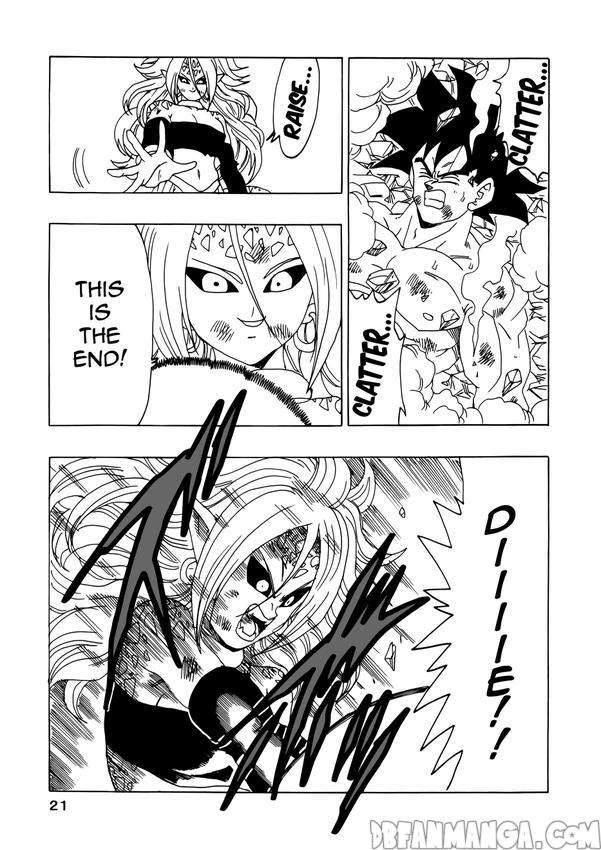 CLATTER...
CLATTER...
RAISE...
THIS
IS
THE
END!
DIIIIE!!
21
DBFANMANGA.COM